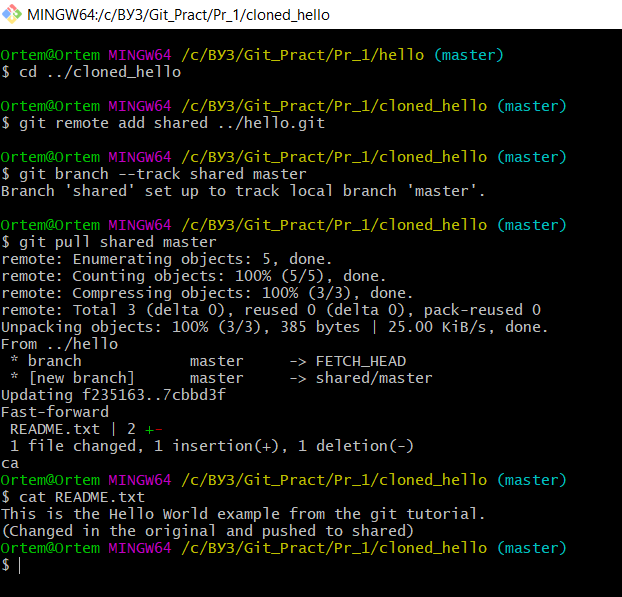 MINGW64:/c/ВУЗ/Git_Pract/Pr_1/cloned_hello
Ortem@Ortem MINGW64 /c/ВУЗ/Git_Pract/Pr_1/hello (master)
$ cd ../cloned_hello
Ortem@Ortem MINGW64 /c/ВУЗ/Git_Pract/Pr_1/cloned_hello (master)
$ git remote add shared ../hello.git
Ortem@Ortem MINGW64 /c/ВУЗ/Git_Pract/Pr_1/cloned_hello (master)
$ git branch --track shared master
Branch 'shared' set up to track local branch 'master'.
Ortem@Ortem MINGW64 /c/ВУЗ/Git_Pract/Pr_1/cloned_hello (master)
$ git pull shared master
remote: Enumerating objects: 5, done.
remote: Counting objects: 100% (5/5), done.
remote: Compressing objects: 100% (3/3), done.
remote: Total 3 (delta 0), reused 0 (delta 0), pack-reused 0
Unpacking objects: 100% (3/3), 385 bytes | 25.00 KiB/s, done.
From ../hello
 * branch            master     -> FETCH_HEAD
 * [new branch]      master     -> shared/master
Updating f235163..7cbbd3f
Fast-forward
 README.txt | 2 +-
 1 file changed, 1 insertion(+), 1 deletion(-)
ca
Ortem@Ortem MINGW64 /c/ВУЗ/Git_Pract/Pr_1/cloned_hello (master)
$ cat README.txt
This is the Hello World example from the git tutorial.
(Changed in the original and pushed to shared)
Ortem@Ortem MINGW64 /c/ВУЗ/Git_Pract/Pr_1/cloned_hello (master)
$